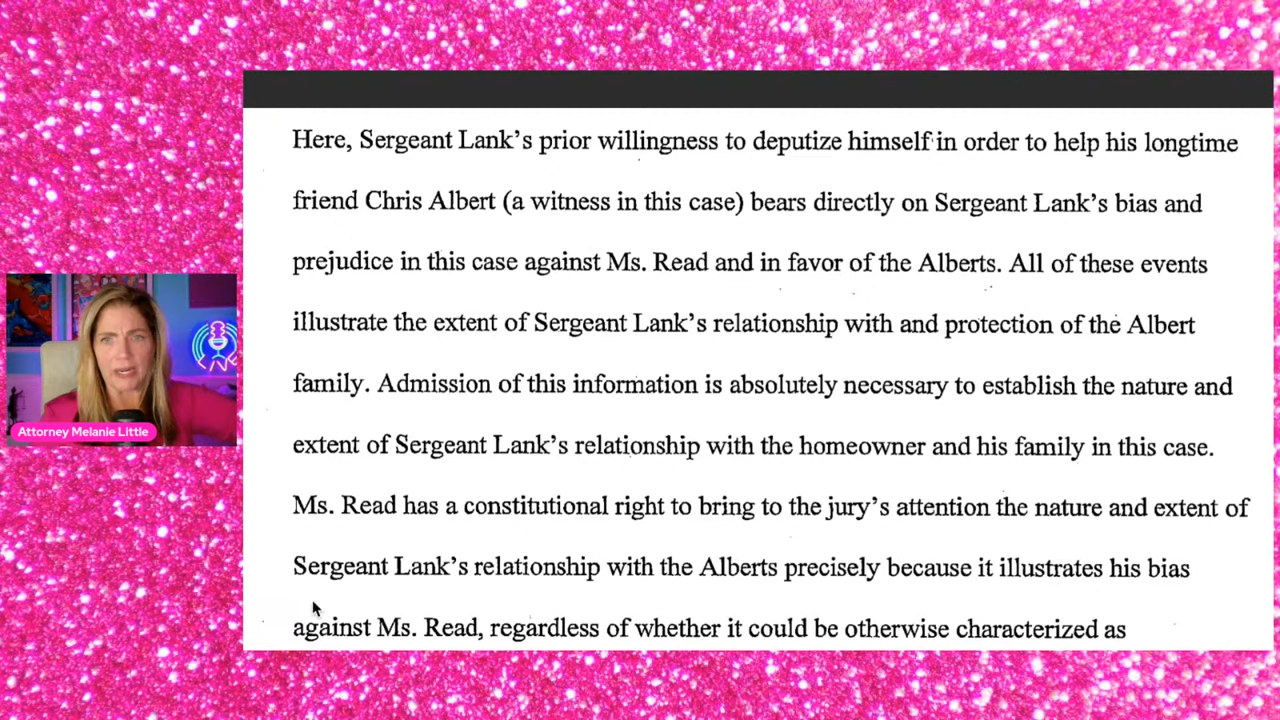 Here, Sergeant Lank's prior willingness to deputize himself in order to help his longtime
friend Chris Albert (a witness in this case) bears directly on Sergeant Lank's bias and
prejudice in this case against Ms. Read and in favor of the Alberts. All of these events
illustrate the extent of Sergeant Lank's relationship with and protection of the Albert
family. Admission of this information is absolutely necessary to establish the nature and
extent of Sergeant Lank's relationship with the homeowner and his family in this case.
Ms. Read has a constitutional right to bring to the jury's attention the nature and extent of
Sergeant Lank's relationship with the Alberts precisely because it illustrates his bias
against Ms. Read, regardless of whether it could be otherwise characterized as
Attorney Melanie Little